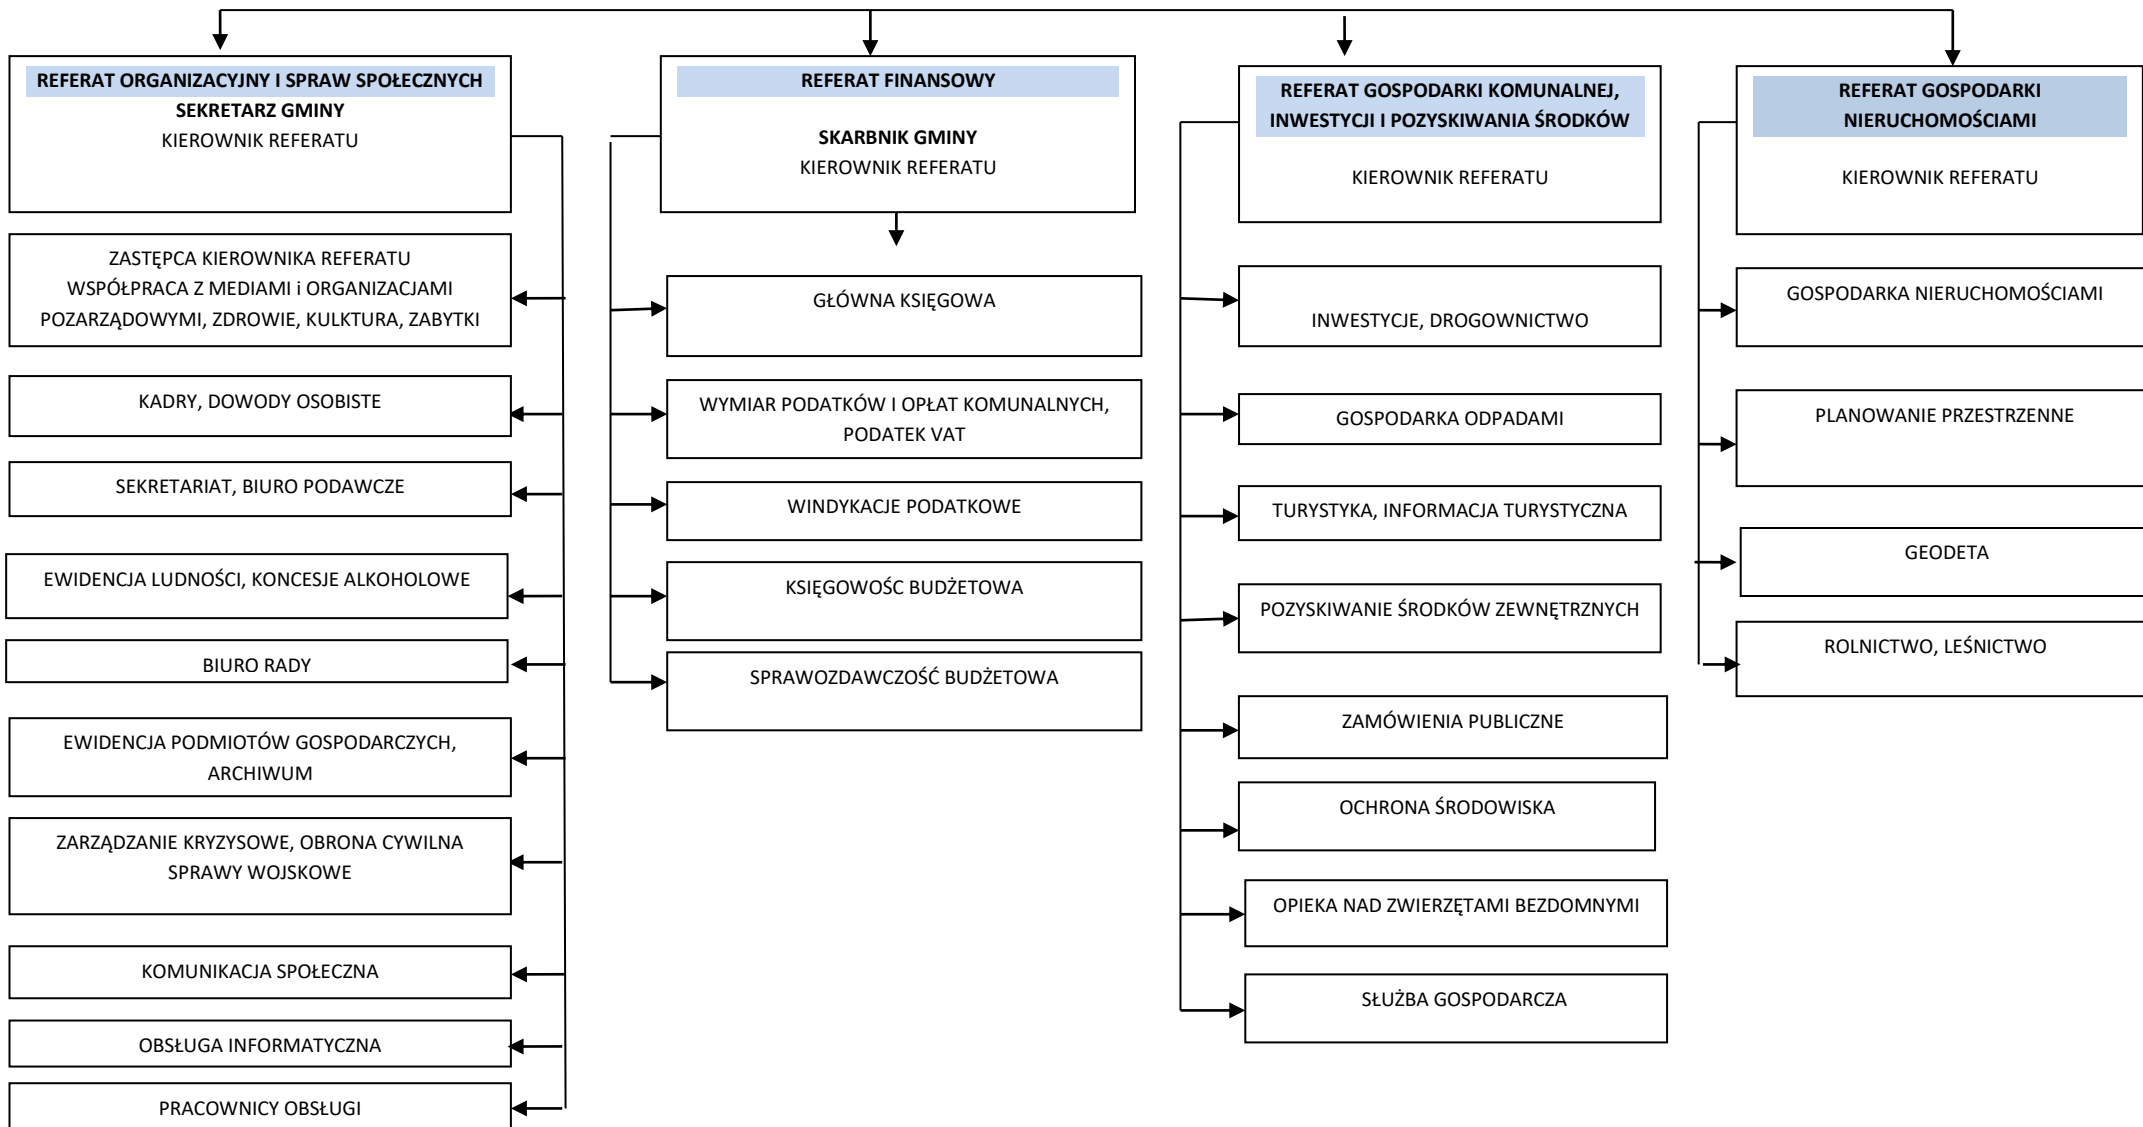 REFERAT ORGANIZACYJNY I SPRAW SPOŁECZNYCH
SEKRETARZ GMINY
KIEROWNIK REFERATU
ZASTĘPCA KIEROWNIKA REFERATU
WSPÓŁPRACA Z MEDIAMI i ORGANIZACJAMI
POZARZĄDOWYMI, ZDROWIE, KULKTURA, ZABYTKI
KADRY, DOWODY OSOBISTE
SEKRETARIAT, BIURO PODAWCZE
EWIDENCJA LUDNOŚCI, KONCESJE ALKOHOLOWE
BIURO RADY
EWIDENCJA PODMIOTÓW GOSPODARCZYCH,
ARCHIWUM
ZARZĄDZANIE KRYZYSOWE, OBRONA CYWILNA
SPRAWY WOJSKOWE
KOMUNIKACJA SPOŁECZNA
OBSŁUGA INFORMATYCZNA
PRACOWNICY OBSŁUGI
REFERAT FINANSOWY
SKARBNIK GMINY
KIEROWNIK REFERATU
GŁÓWNA KSIĘGOWA
WYMIAR PODATKÓW I OPŁAT KOMUNALNYCH,
PODATEK VAT
WINDYKACJE PODATKOWE
KSIĘGOWOŚC BUDŻETOWA
SPRAWOZDAWCZOŚĆ BUDŻETOWA
REFERAT GOSPODARKI KOMUNALNEJ,
INWESTYCJI I POZYSKIWANIA ŚRODKÓW
KIEROWNIK REFERATU
INWESTYCJE, DROGOWNICTWO
GOSPODARKA ODPADAMI
TURYSTYKA, INFORMACJA TURYSTYCZNA
POZYSKIWANIE ŚRODKÓW ZEWNĘTRZNYCH
ZAMÓWIENIA PUBLICZNE
OCHRONA ŚRODOWISKA
OPIEKA NAD ZWIERZĘTAMI BEZDOMNYMI
SŁUŻBA GOSPODARCZA
REFERAT GOSPODARKI
NIERUCHOMOŚCIAMI
KIEROWNIK REFERATU
GOSPODARKA NIERUCHOMOŚCIAMI
PLANOWANIE PRZESTRZENNE
GEODETA
ROLNICTWO, LEŚNICTWO